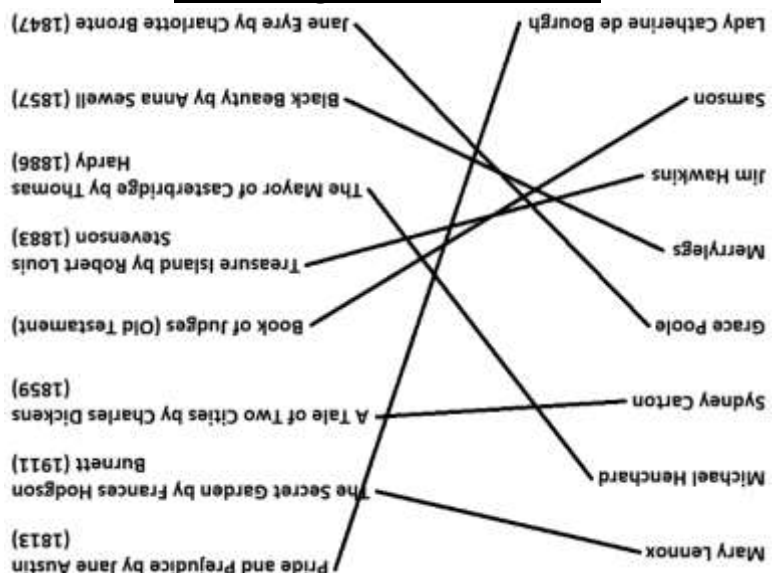 Mary Lennox
Michael Henchard
Sydney Carton
Grace Poole
Merrylegs
Jim Hawkins
Samson
Lady Catherine de Bourgh
Pride and Prejudice by Jane Austin
(1813)
The Secret Garden by Frances Hodgson
Burnett (1911)
A Tale of Two Cities by Charles Dickens
(1859)
Book of Judges (Old Testament)
Treasure Island by Robert Louis
Stevenson (1883)
The Mayor of Casterbridge by Thomas
Hardy (1886)
Black Beauty by Anna Sewell (1857)
Jane Eyre by Charlotte Bronte (1847)